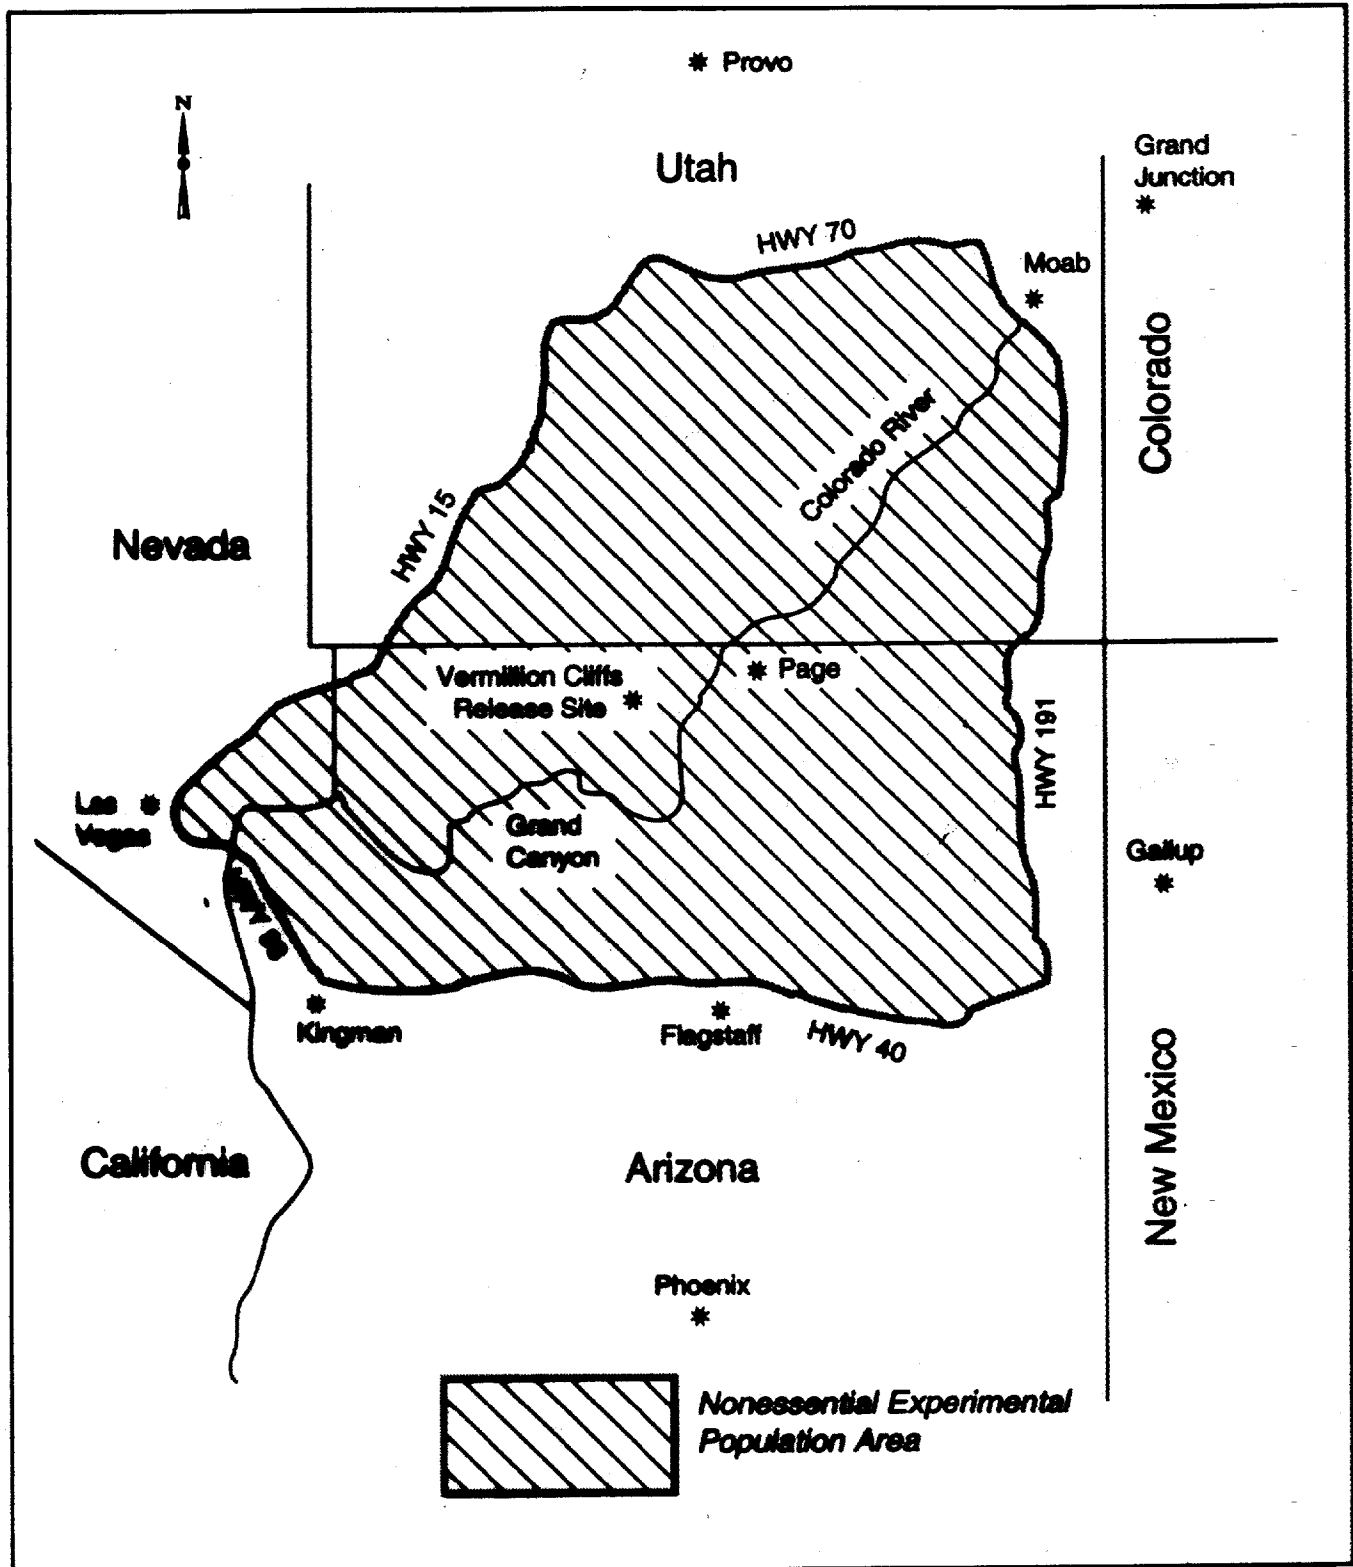 Provo
N
Utah
Grand
Junction
HWY 70
Moab
Colorado
Colorado River
HWY 15
Nevada
Vermillion Cliffs
Release Site
Page
HWY 191
Las
Vegas
Grand
Canyon
Gallup
Kingman
Flagstaff
HWY 40
California
Arizona
New Mexico
Phoenix
Nonessential Experimental
Population Area